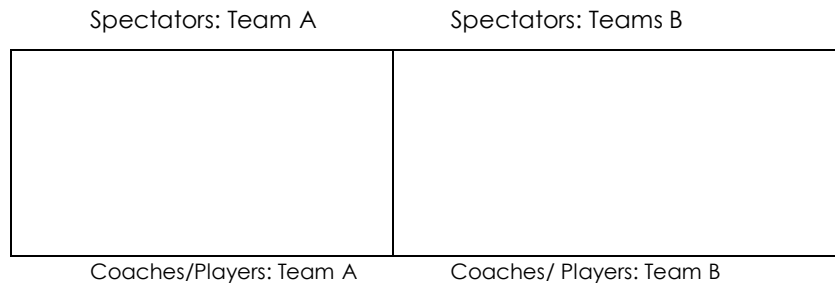 Spectators: Team A
Spectators: Teams B
Coaches/Players: Team A
Coaches/ Players: Team B